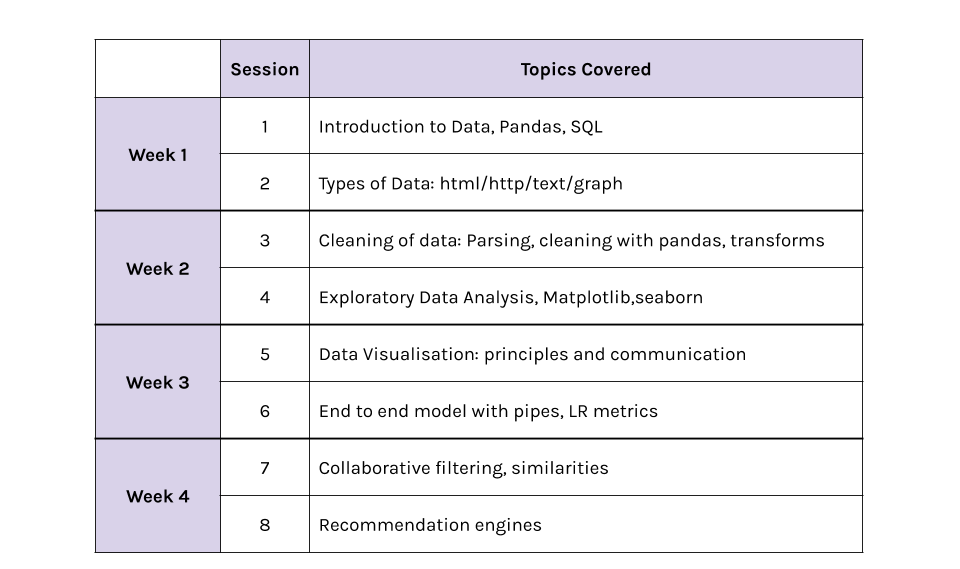 Session Topics Covered
Week 1
1 Introduction to Data, Pandas, SQL
2 Types of Data: html/http/text/graph
Week 2
3 Cleaning of data: Parsing, cleaning with pandas, transforms
4 Exploratory Data Analysis, Matplotlib,seaborn
Week 3
5 Data Visualisation: principles and communication
6 End to end model with pipes, LR metrics
Week 4
7 Collaborative filtering, similarities
8 Recommendation engines